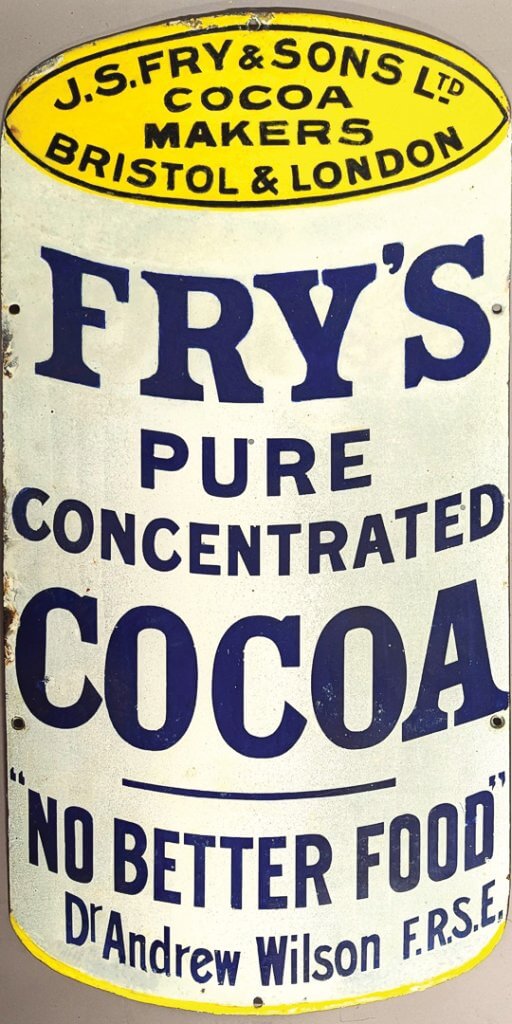 J.S.FRY & SONS LTD
COCOA
MAKERS
BRISTOL & LONDON
FRY'S
PURE
CONCENTRATED
COCOA
"NO BETTER FOOD"
Dr Andrew Wilson F.R.S.E.